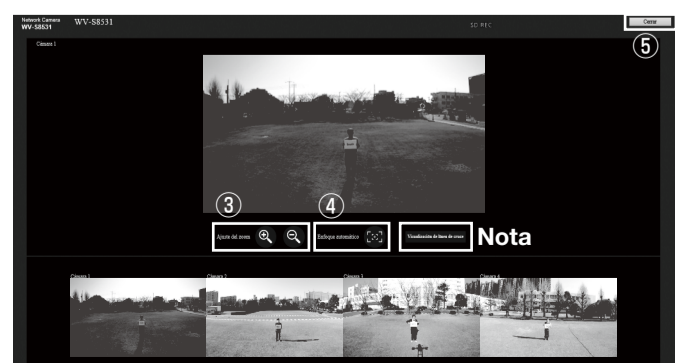 Network Camera
WV-S8531
WV-S8531
SD REC
Cerrar
⑤
Cámara 1
③
④
Ajuste del zoom
Enfoque automático
Visualización de línea de cruce
Nota
Cámara 1
Cámara 2
Cámara 3
Cámara 4